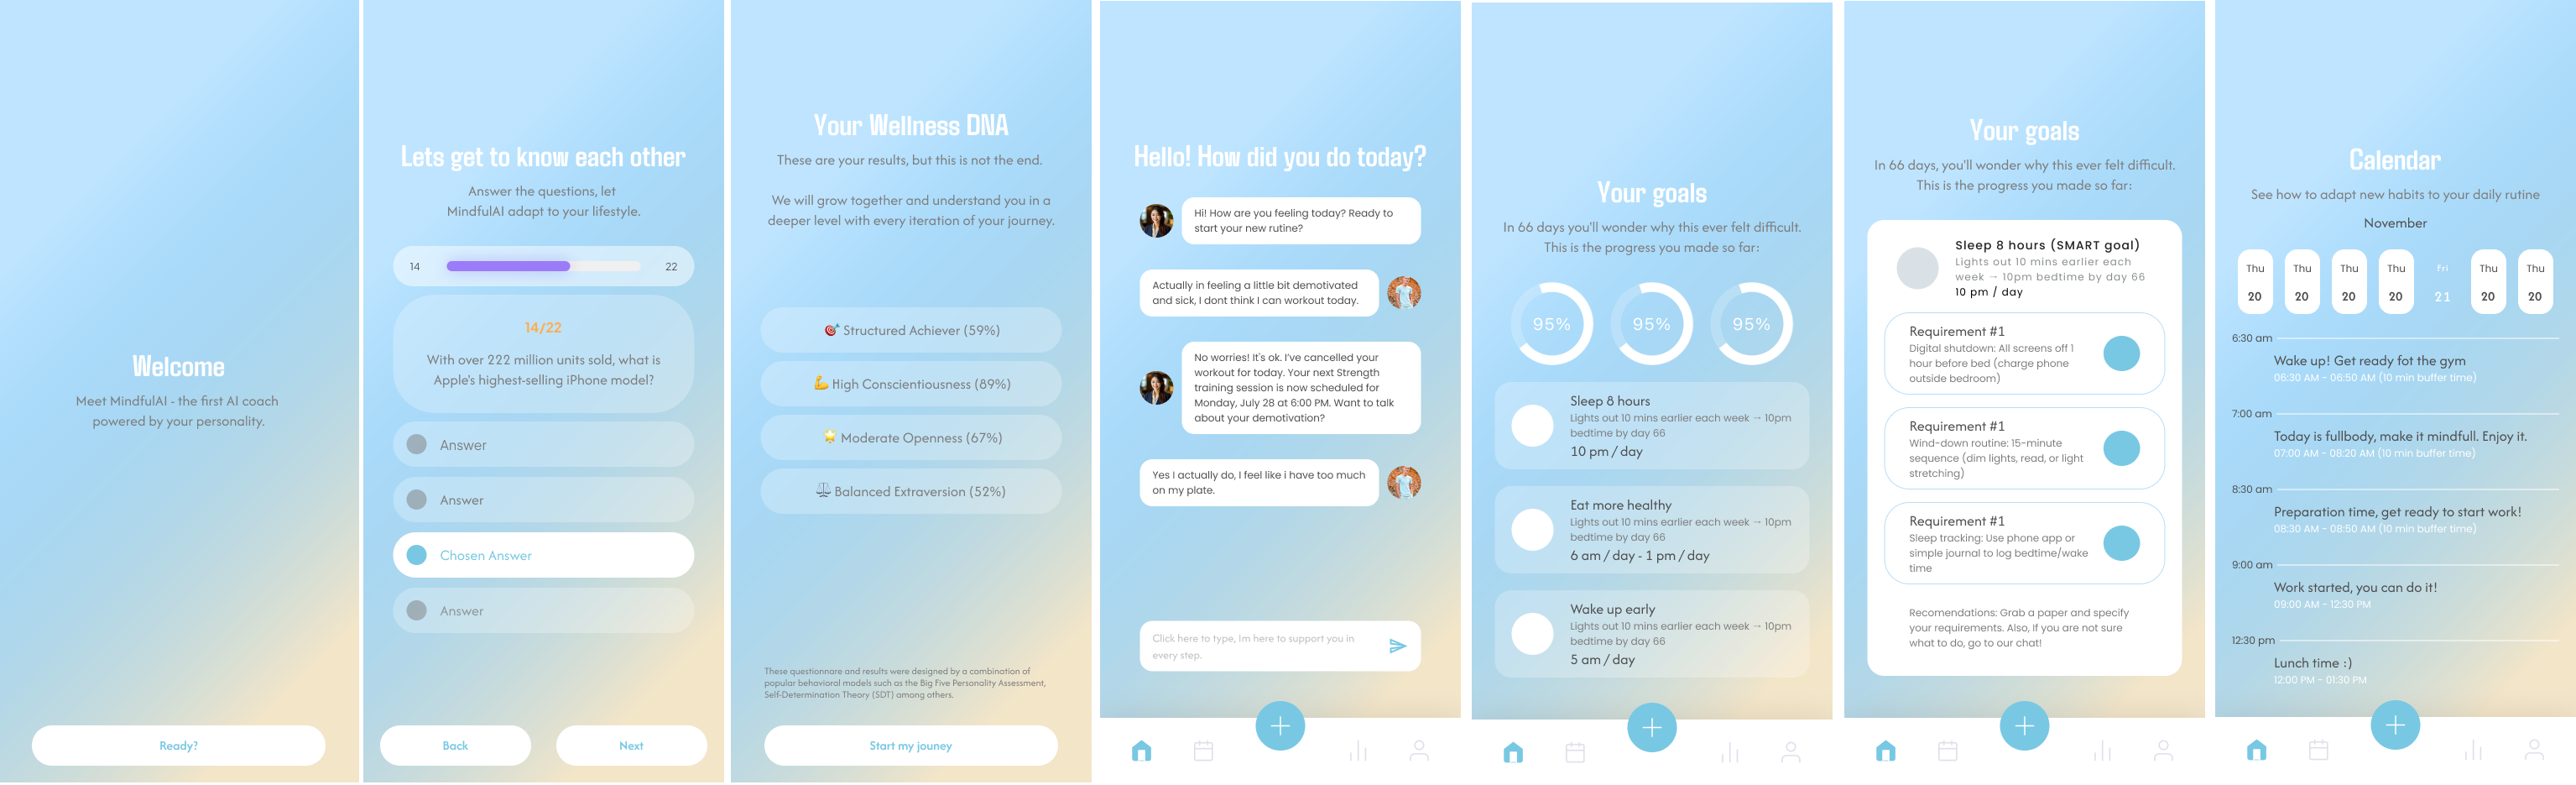 Welcome
Meet MindfulAI - the first AI coach
powered by your personality.
Ready?
Lets get to know each other
Answer the questions, let
MindfulAI adapt to your lifestyle.
14
22
14/22
With over 222 million units sold, what is
Apple's highest-selling iPhone model?
Answer
Answer
Chosen Answer
Answer
Back
Next
Your Wellness DNA
These are your results, but this is not the end.
We will grow together and understand you in a
deeper level with every iteration of your journey.
🎯 Structured Achiever (59%)
💪 High Conscientiousness (89%)
🌟 Moderate Openness (67%)
⚖ Balanced Extraversion (52%)
These questionnare and results were designed by a combination of
popular behavioral models such as the Big Five Personality Assessment,
Self-Determination Theory (SDT) among others.
Start my jouney
Hello! How did you do today?
Hi! How are you feeling today? Ready to
start your new rutine?
Actually in feeling a little bit demotivated
and sick, I dont think I can workout today.
No worries! It's ok. I've cancelled your
workout for today. Your next Strength
training session is now scheduled for
Monday, July 28 at 6:00 PM. Want to talk
about your demotivation?
Yes I actually do, I feel like i have too much
on my plate.
Click here to type, Im here to support you in
every step.
Your goals
In 66 days you'll wonder why this ever felt difficult.
This is the progress you made so far:
95%
95%
95%
Sleep 8 hours
Lights out 10 mins earlier each week → 10pm
bedtime by day 66
10 pm / day
Eat more healthy
Lights out 10 mins earlier each week → 10pm
bedtime by day 66
6 am / day - 1 pm / day
Wake up early
Lights out 10 mins earlier each week → 10pm
bedtime by day 66
5 am / day
Your goals
In 66 days, you'll wonder why this ever felt difficult.
This is the progress you made so far:
Sleep 8 hours (SMART goal)
Lights out 10 mins earlier each
week → 10pm bedtime by day 66
10 pm / day
Requirement #1
Digital shutdown: All screens off 1
hour before bed (charge phone
outside bedroom)
Requirement #1
Wind-down routine: 15-minute
sequence (dim lights, read, or light
stretching)
Requirement #1
Sleep tracking: Use phone app or
simple journal to log bedtime/wake
time
Recomendations: Grab a paper and specify
your requirements. Also, If you are not sure
what to do, go to our chat!
Calendar
See how to adapt new habits to your daily rutine
November
Thu Thu Thu Thu Fri Thu Thu
20 20 20 20 21 20 20
6:30 am
Wake up! Get ready fot the gym
06:30 AM - 06:50 AM (10 min buffer time)
7:00 am
Today is fullbody, make it mindfull. Enjoy it.
07:00 AM - 08:20 AM (10 min buffer time)
8:30 am
Preparation time, get ready to start work!
08:30 AM - 08:50 AM (10 min buffer time)
9:00 am
Work started, you can do it!
09:00 AM - 12:30 PM
12:30 pm
Lunch time :)
12:00 PM - 01:30 PM